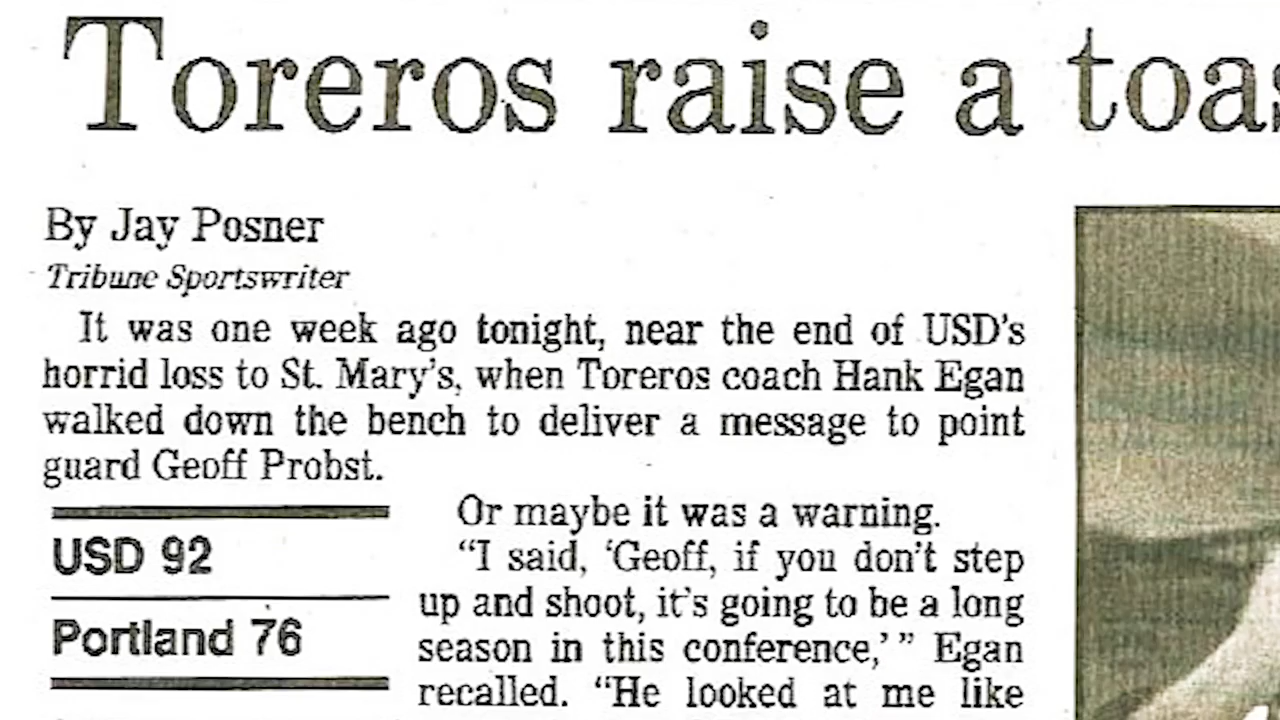 Toreros raise a toas
By Jay Posner
Tribune Sportswriter
It was one week ago tonight, near the end of USD's
horrid loss to St. Mary's, when Toreros coach Hank Egan
walked down the bench to deliver a message to point
guard Geoff Probst.
USD 92
Portland 76
Or maybe it was a warning.
“I said, ‘Geoff, if you don't step
up and shoot, it's going to be a long
season in this conference,’ ” Egan
recalled. “He looked at me like